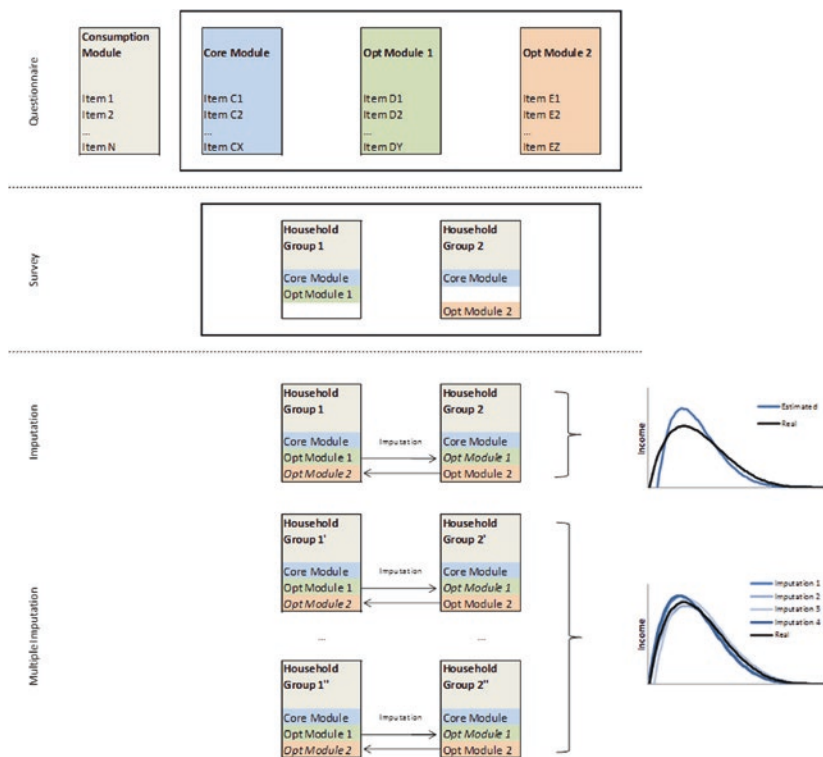 Questionnaire
Consumption
Module
Item 1
Item 2
...
Item N
Core Module
Item C1
Item C2
...
Item CX
Opt Module 1
Item D1
Item D2
...
Item DY
Opt Module 2
Item E1
Item E2
...
Item EZ
Survey
Household
Group 1
Core Module
Opt Module 1
Household
Group 2
Core Module
Opt Module 2
Imputation
Household
Group 1
Core Module
Opt Module 1
Opt Module 2
Imputation
Household
Group 2
Core Module
Opt Module 1
Opt Module 2
Income
Estimated
Real
Multiple Imputation
Household
Group 1'
Core Module
Opt Module 1
Opt Module 2
Imputation
Household
Group 2'
Core Module
Opt Module 1
Opt Module 2
...
...
Household
Group 1"
Core Module
Opt Module 1
Opt Module 2
Imputation
Household
Group 2"
Core Module
Opt Module 1
Opt Module 2
Income
Imputation 1
Imputation 2
Imputation 3
Imputation 4
Real